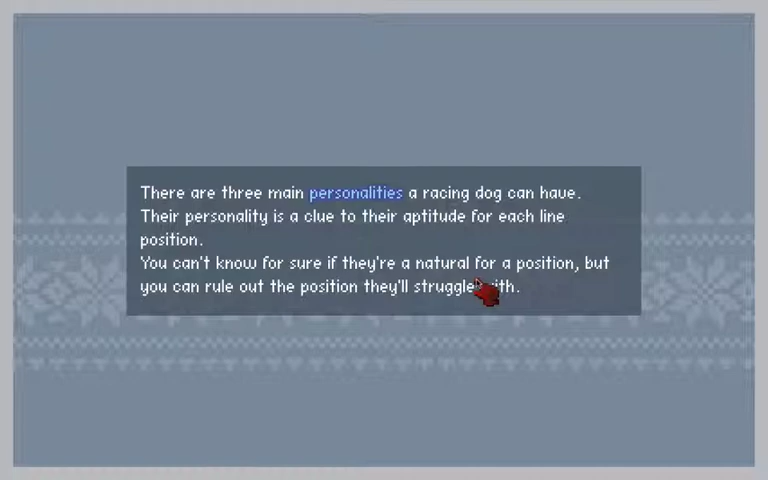 There are three main personalities a racing dog can have.
Their personality is a clue to their aptitude for each line
position.
You can't know for sure if they're a natural for a position, but
you can rule out the position they'll struggle with.